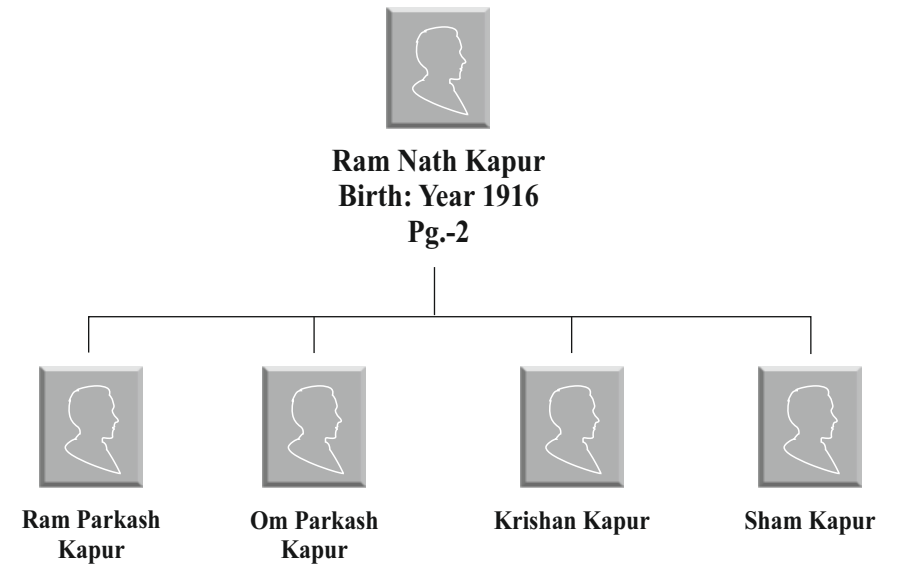 Ram Nath Kapur
Birth: Year 1916
Pg.-2
Ram Parkash
Kapur
Om Parkash
Kapur
Krishan Kapur
Sham Kapur